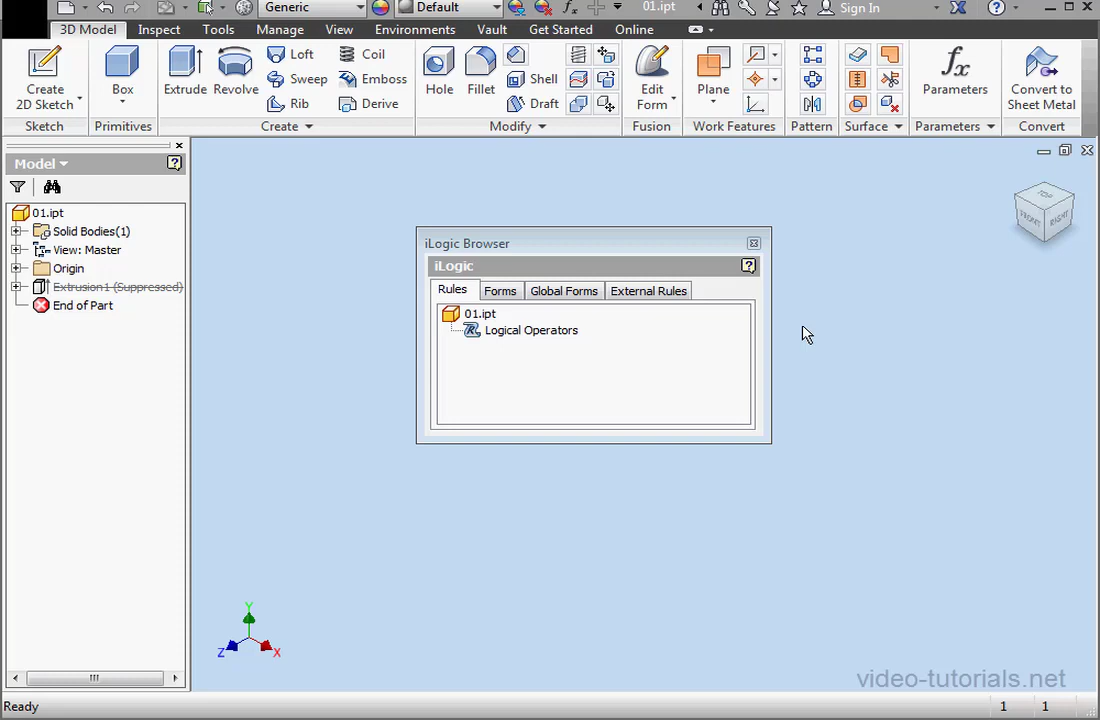 Generic Default 01.ipt Sign In
3D Model Inspect Tools Manage View Environments Vault Get Started Online
Create 2D Sketch
Box
Extrude
Revolve
Loft
Sweep
Rib
Coil
Emboss
Derive
Hole
Fillet
Shell
Draft
Edit Form
Plane
fx
Parameters
Convert to Sheet Metal
Sketch Primitives Create Modify Fusion Work Features Pattern Surface Parameters Convert
Model
01.ipt
Solid Bodies(1)
View: Master
Origin
Extrusion1 (Suppressed)
End of Part
iLogic Browser
iLogic
Rules Forms Global Forms External Rules
01.ipt
Logical Operators
TOP
FRONT RIGHT
Y
Z X
video-tutorials.net
Ready 1 1